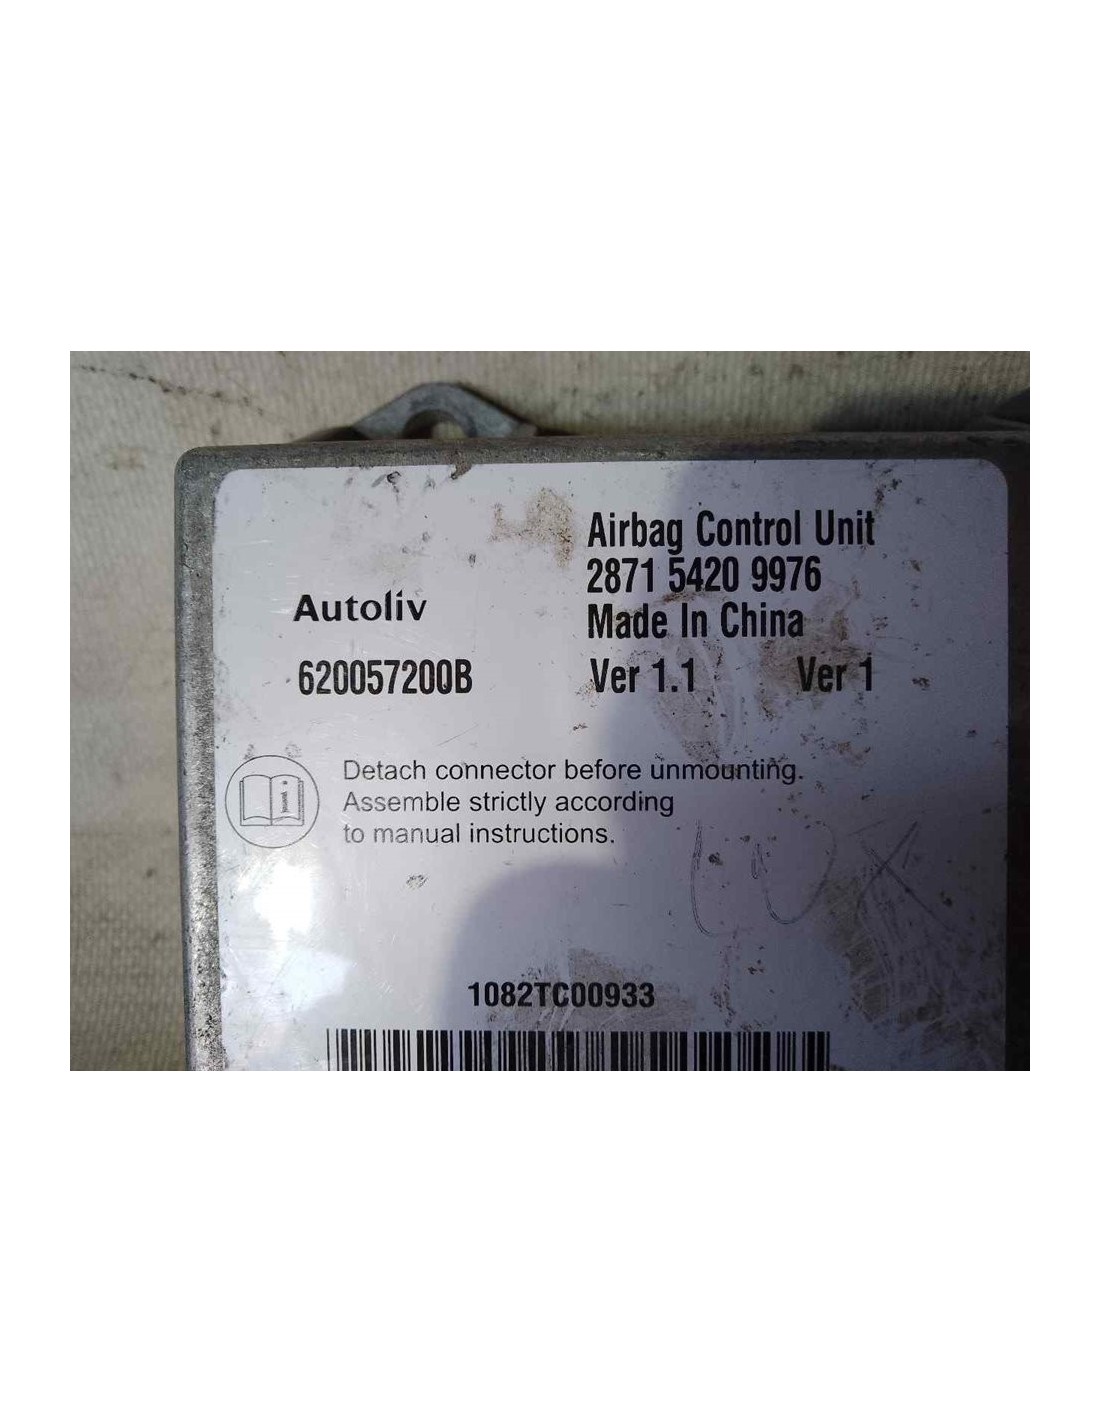 Airbag Control Unit
2871 5420 9976
Autoliv
Made In China
620057200B
Ver 1.1 Ver 1
Detach connector before unmounting.
Assemble strictly according
to manual instructions.
1082TC00933